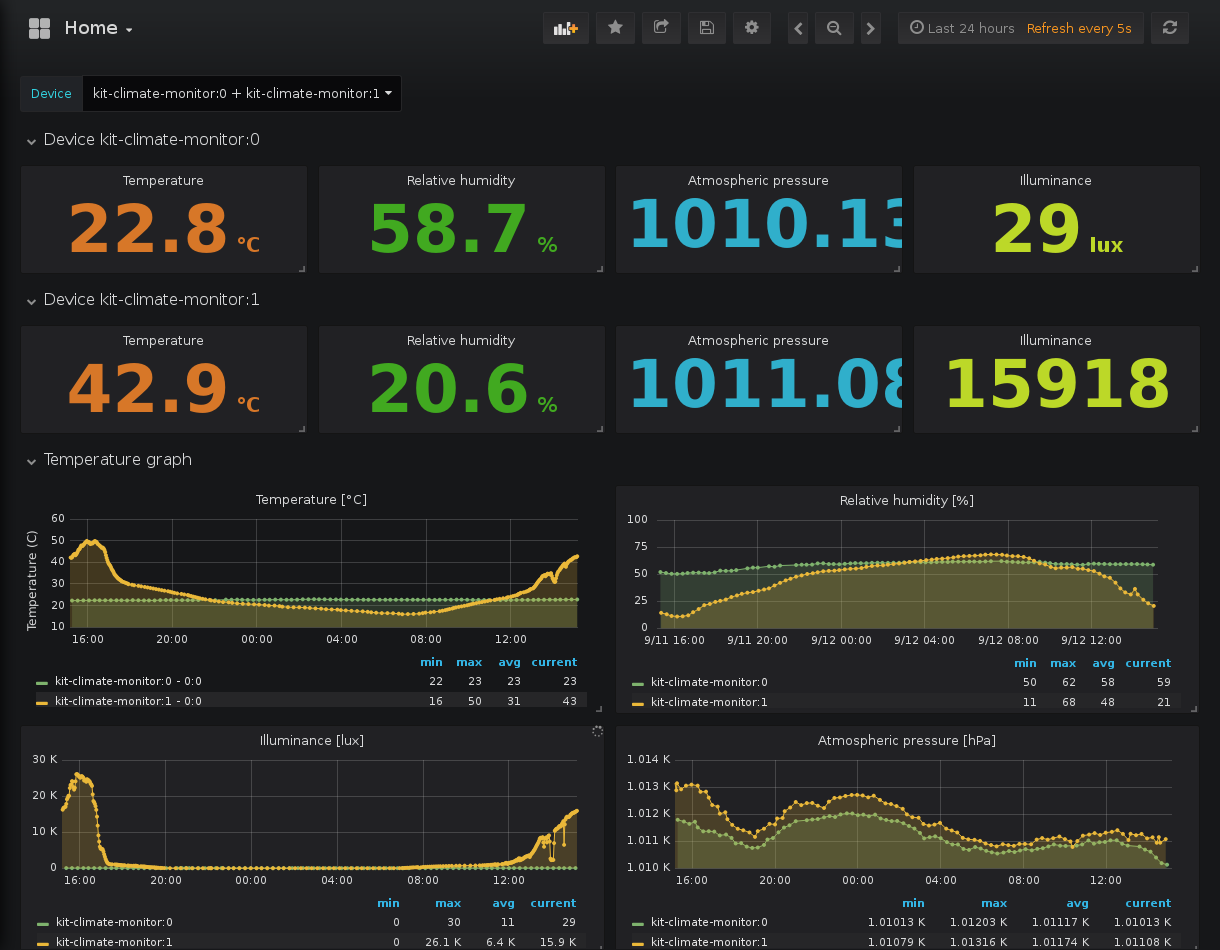 Home
Last 24 hours Refresh every 5s
Device kit-climate-monitor:0 + kit-climate-monitor:1
Device kit-climate-monitor:0
Temperature Relative humidity Atmospheric pressure Illuminance
22.8 °C 58.7 % 1010.13 29 lux
Device kit-climate-monitor:1
Temperature Relative humidity Atmospheric pressure Illuminance
42.9 °C 20.6 % 1011.08 15918
Temperature graph
Temperature [°C]
Temperature (C)
60
50
40
30
20
10
16:00 20:00 00:00 04:00 08:00 12:00
min max avg current
kit-climate-monitor:0 - 0:0 22 23 23 23
kit-climate-monitor:1 - 0:0 16 50 31 43
Relative humidity [%]
100
75
50
25
0
9/11 16:00 9/11 20:00 9/12 00:00 9/12 04:00 9/12 08:00 9/12 12:00
min max avg current
kit-climate-monitor:0 50 62 58 59
kit-climate-monitor:1 11 68 48 21
Illuminance [lux]
30 K
20 K
10 K
0
16:00 20:00 00:00 04:00 08:00 12:00
min max avg current
kit-climate-monitor:0 0 30 11 29
kit-climate-monitor:1 0 26.1 K 6.4 K 15.9 K
Atmospheric pressure [hPa]
1.014 K
1.013 K
1.012 K
1.011 K
1.010 K
16:00 20:00 00:00 04:00 08:00 12:00
min max avg current
kit-climate-monitor:0 1.01013 K 1.01203 K 1.01117 K 1.01013 K
kit-climate-monitor:1 1.01079 K 1.01316 K 1.01174 K 1.01108 K